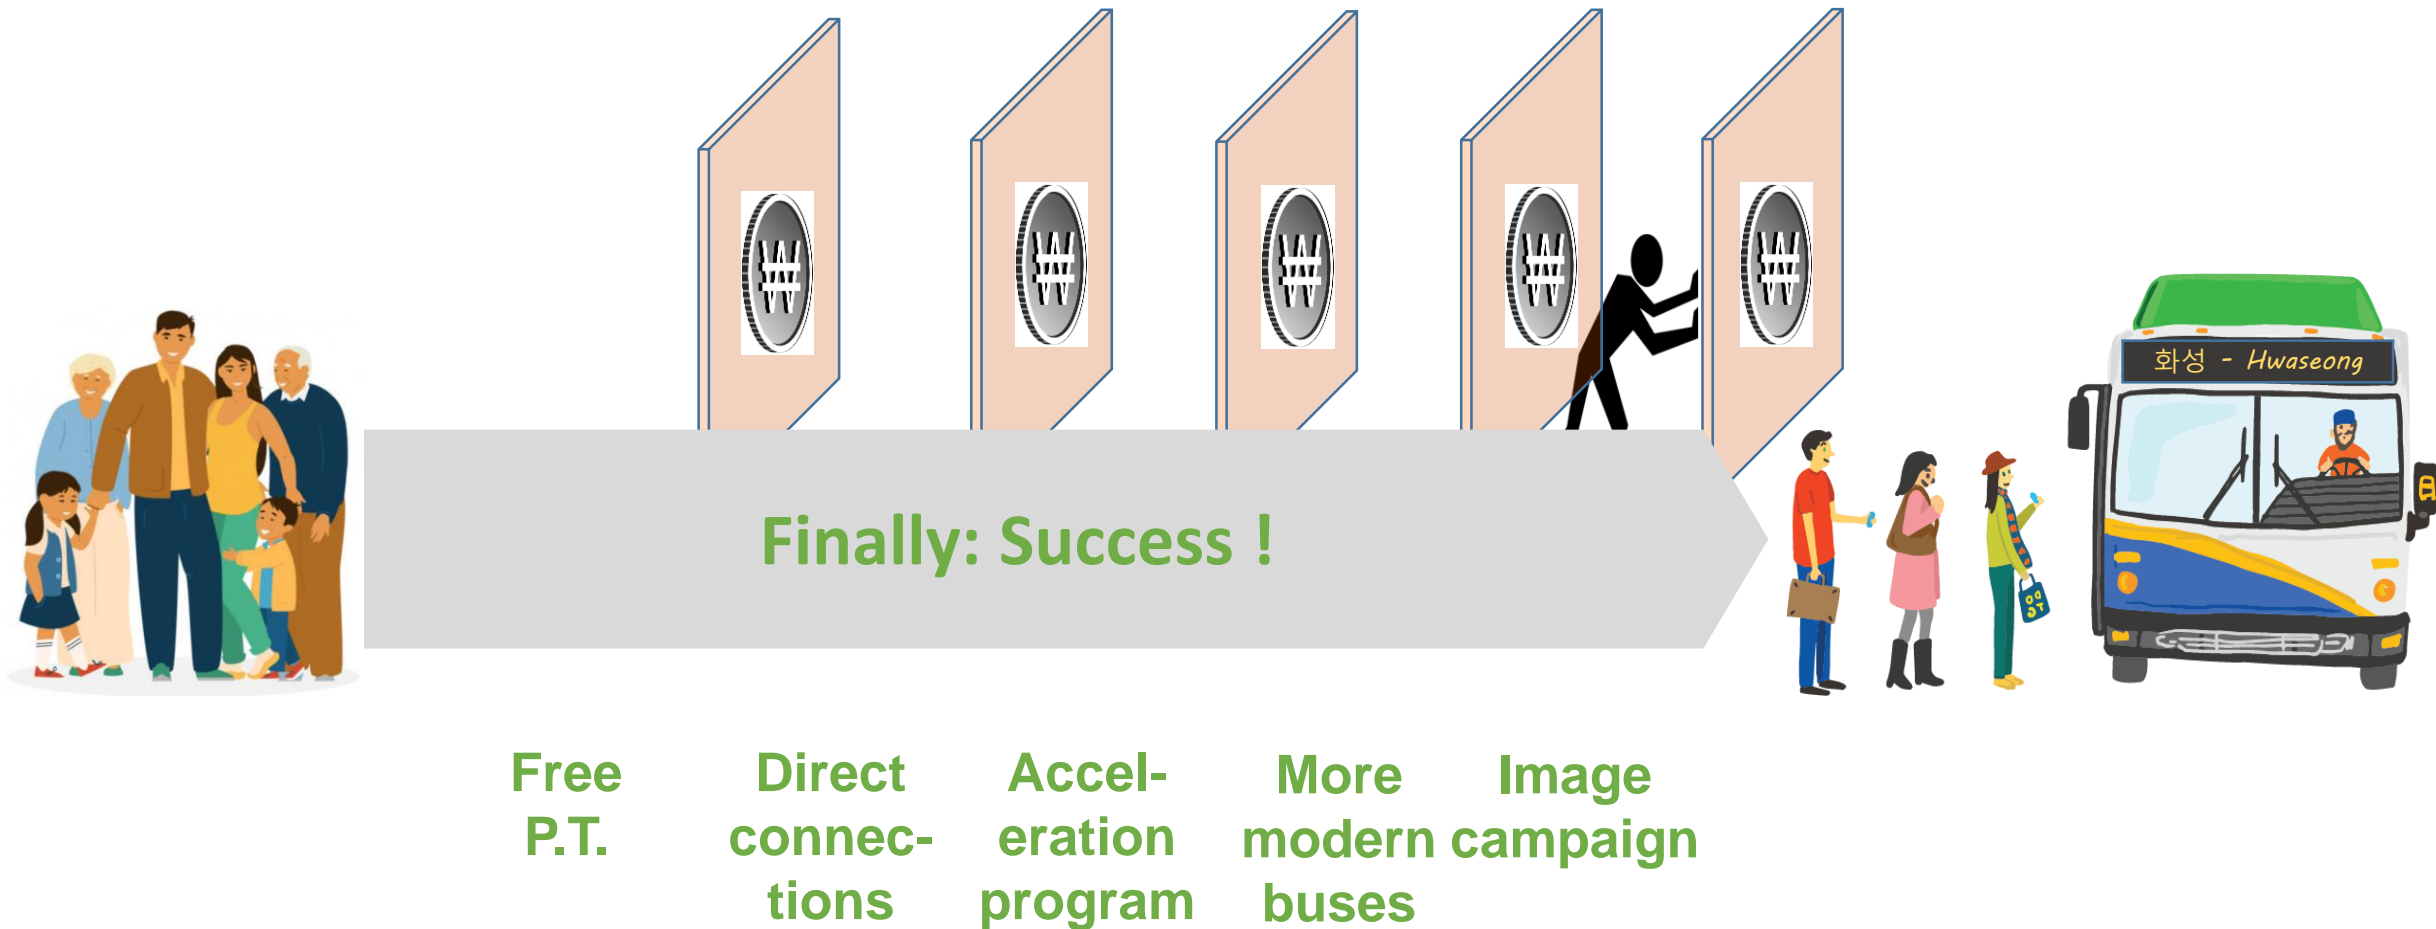 ₩
₩
₩
₩
₩
화성 - Hwaseong
Finally: Success !
Free
P.T.
Direct
connec-
tions
Accel-
eration
program
More
modern
buses
Image
campaign